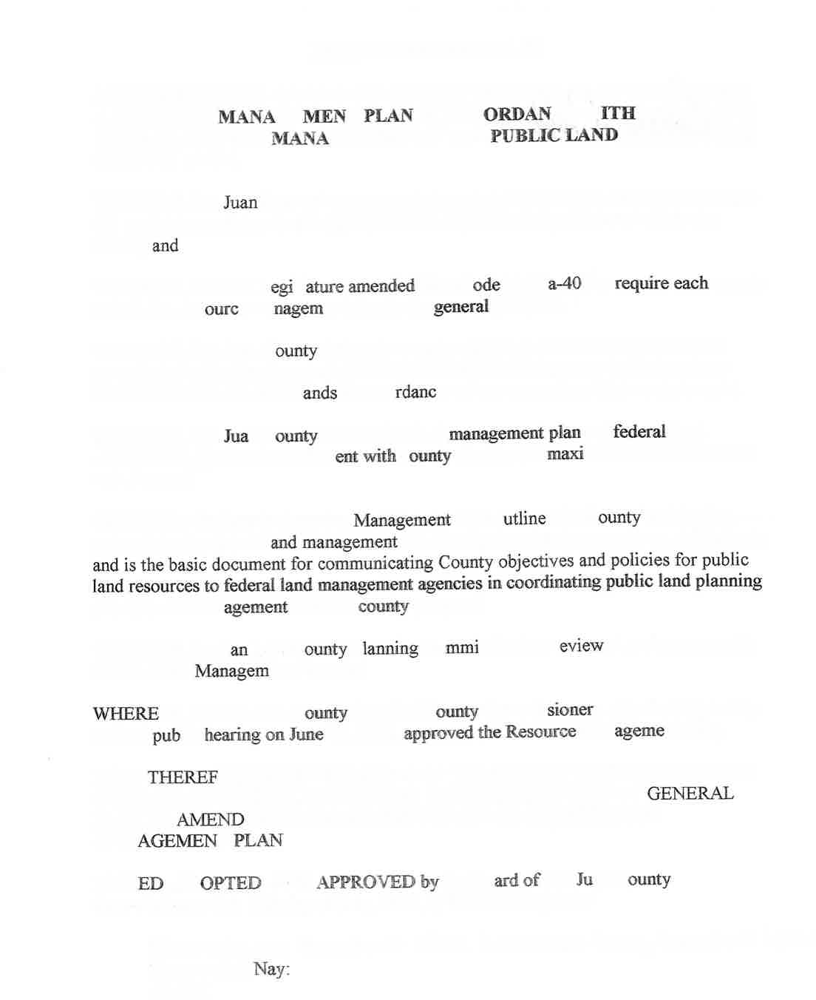 MANA MEN PLAN ORDAN ITH
MANA PUBLIC LAND
Juan
and
egi ature amended ode a-40 require each
ourc nagem general
ounty
ands rdanc
Jua ounty management plan federal
ent with ounty maxi
Management utline ounty
and management
and is the basic document for communicating County objectives and policies for public
land resources to federal land management agencies in coordinating public land planning
agement county
an ounty lanning mmi eview
Managem
WHERE ounty ounty sioner
pub hearing on June approved the Resource ageme
THEREF
GENERAL
AMEND
AGEMEN PLAN
ED OPTED APPROVED by ard of Ju ounty
Nay: